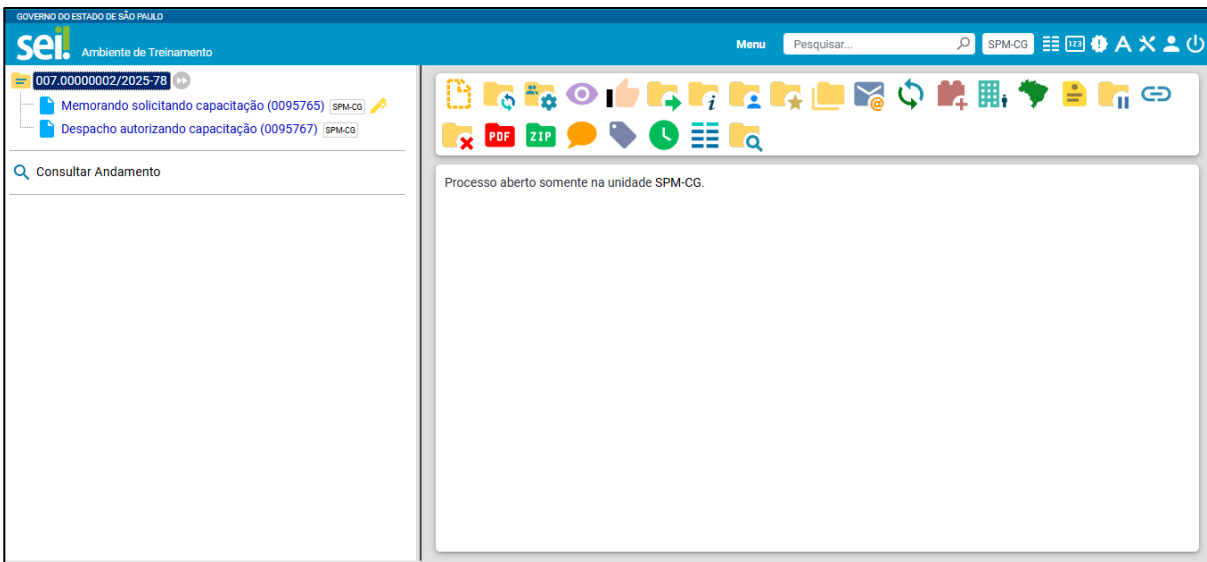 GOVERNO DO ESTADO DE SÃO PAULO
sei! Ambiente de Treinamento
Menu Pesquisar... SPM-CG 123 A
007.00000002/2025-78
Memorando solicitando capacitação (0095765) SPM-CG
Despacho autorizando capacitação (0095767) SPM-CG
Consultar Andamento
i @
PDF ZIP
Processo aberto somente na unidade SPM-CG.